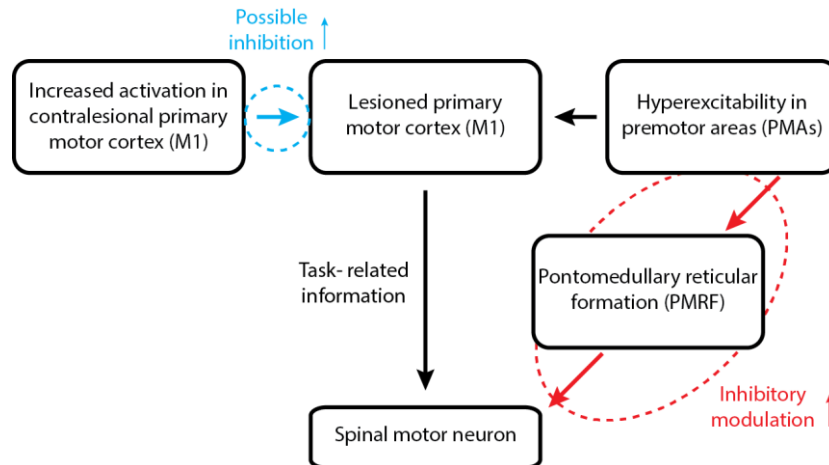 Possible
inhibition
Increased activation in
contralesional primary
motor cortex (M1)
Lesioned primary
motor cortex (M1)
Hyperexcitability in
premotor areas (PMAs)
Task- related
information
Pontomedullary reticular
formation (PMRF)
Inhibitory
modulation
Spinal motor neuron